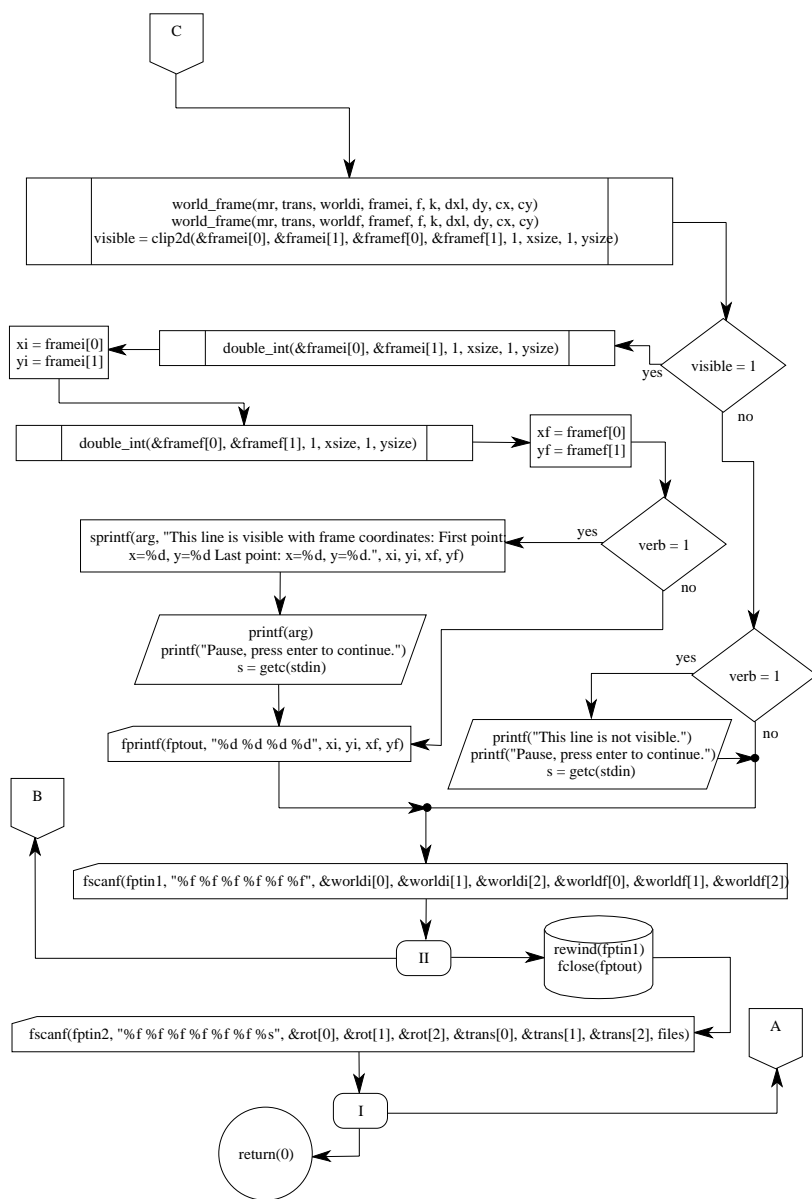 C
world_frame(mr, trans, worldi, framei, f, k, dxl, dy, cx, cy)
world_frame(mr, trans, worldf, framef, f, k, dxl, dy, cx, cy)
visible = clip2d(&framei[0], &framei[1], &framef[0], &framef[1], 1, xsize, 1, ysize)
visible = 1
yes
no
double_int(&framei[0], &framei[1], 1, xsize, 1, ysize)
xi = framei[0]
yi = framei[1]
double_int(&framef[0], &framef[1], 1, xsize, 1, ysize)
xf = framef[0]
yf = framef[1]
verb = 1
yes
no
sprintf(arg, "This line is visible with frame coordinates: First point:
x=%d, y=%d Last point: x=%d, y=%d.", xi, yi, xf, yf)
printf(arg)
printf("Pause, press enter to continue.")
s = getc(stdin)
fprintf(fptout, "%d %d %d %d", xi, yi, xf, yf)
verb = 1
yes
no
printf("This line is not visible.")
printf("Pause, press enter to continue.")
s = getc(stdin)
B
fscanf(fptin1, "%f %f %f %f %f %f", &worldi[0], &worldi[1], &worldi[2], &worldf[0], &worldf[1], &worldf[2])
II
rewind(fptin1)
fclose(fptout)
fscanf(fptin2, "%f %f %f %f %f %f %s", &rot[0], &rot[1], &rot[2], &trans[0], &trans[1], &trans[2], files)
A
I
return(0)